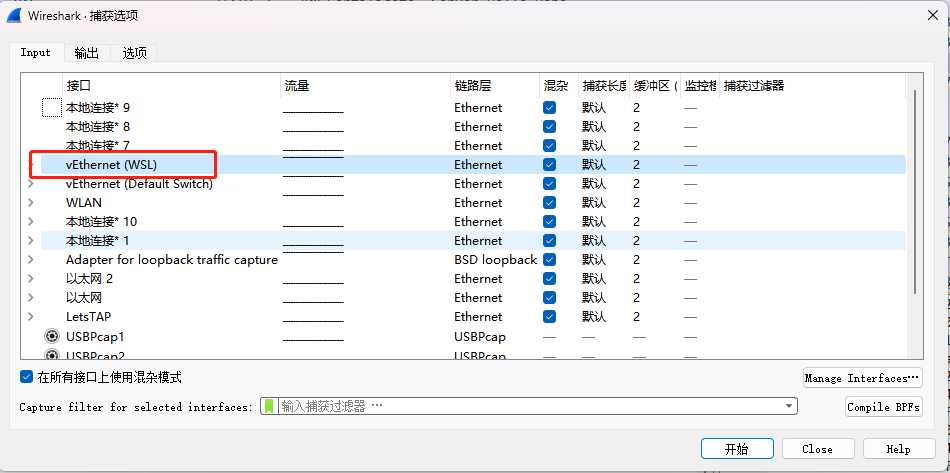 Wireshark · 捕获选项
Input 输出 选项
接口 流量 链路层 混杂 捕获长度 缓冲区 ( 监控模 捕获过滤器
本地连接* 9 Ethernet 默认 2 —
本地连接* 8 Ethernet 默认 2 —
本地连接* 7 Ethernet 默认 2 —
vEthernet (WSL) Ethernet 默认 2 —
vEthernet (Default Switch) Ethernet 默认 2 —
WLAN Ethernet 默认 2 —
本地连接* 10 Ethernet 默认 2 —
本地连接* 1 Ethernet 默认 2 —
Adapter for loopback traffic capture BSD loopback 默认 2 —
以太网 2 Ethernet 默认 2 —
以太网 Ethernet 默认 2 —
LetsTAP Ethernet 默认 2 —
USBPcap1 USBPcap — — — —
USBPcap2 USBPcap — — — —
在所有接口上使用混杂模式
Manage Interfaces…
Capture filter for selected interfaces: 输入捕获过滤器 …
Compile BPFs
开始 Close Help